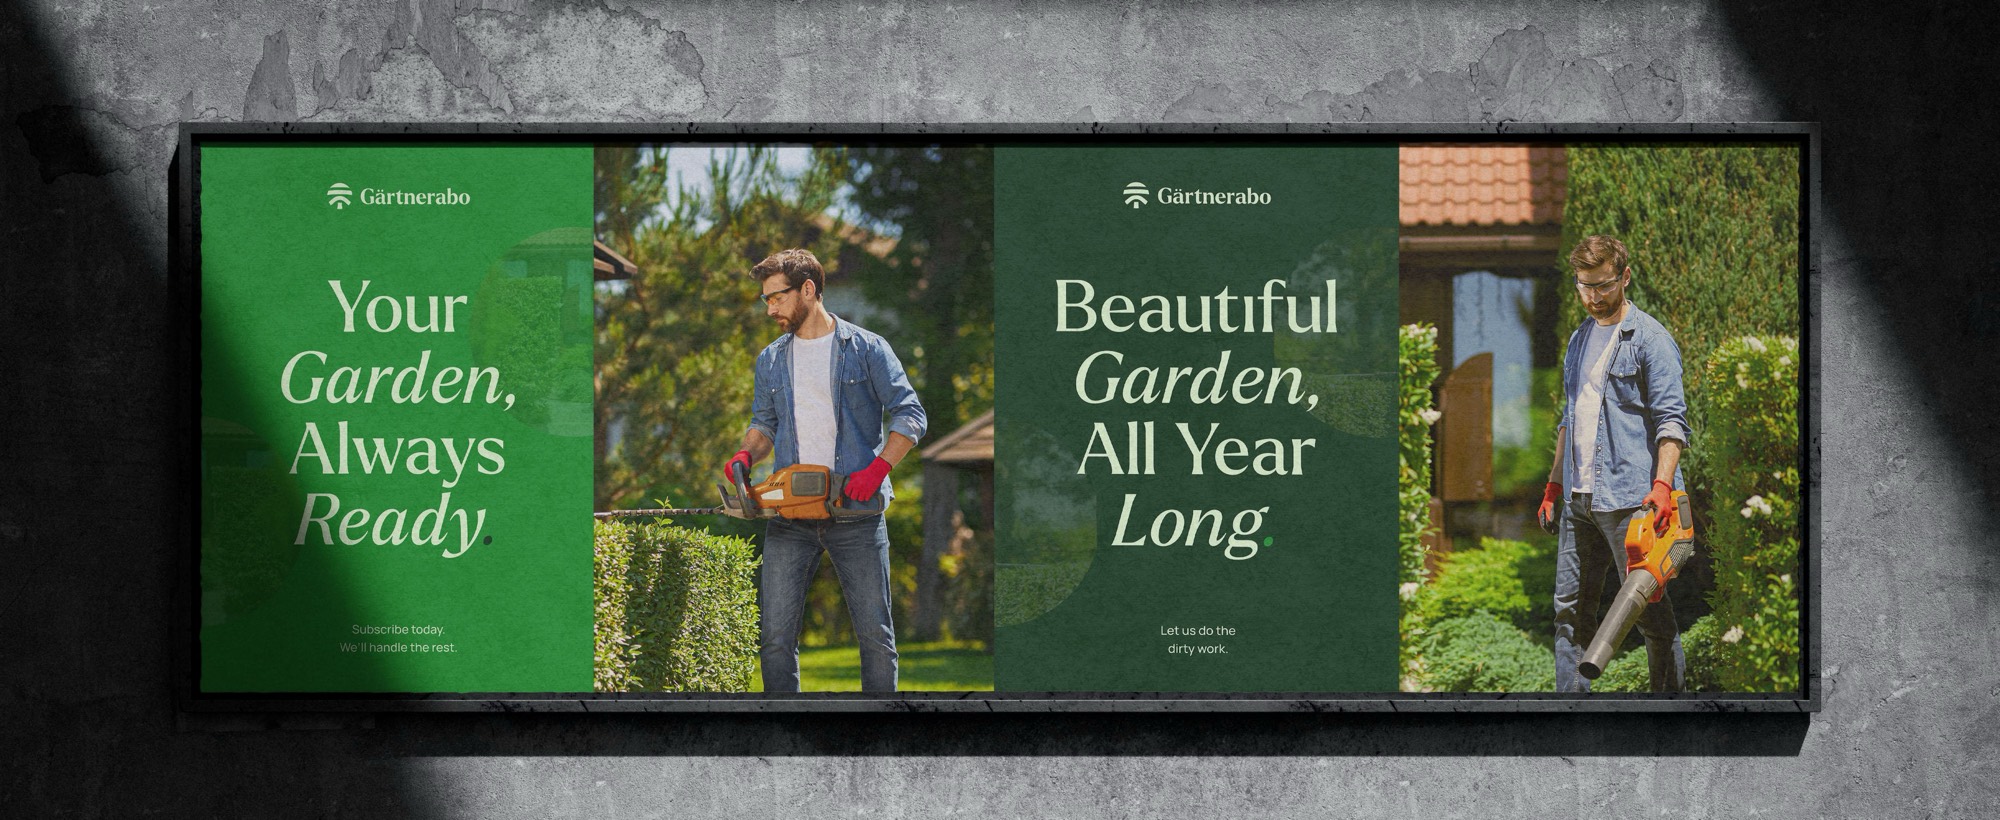 Gärtnerabo
Your
Garden,
Always
Ready.
Subscribe today.
We'll handle the rest.
Gärtnerabo
Beautiful
Garden,
All Year
Long.
Let us do the
dirty work.